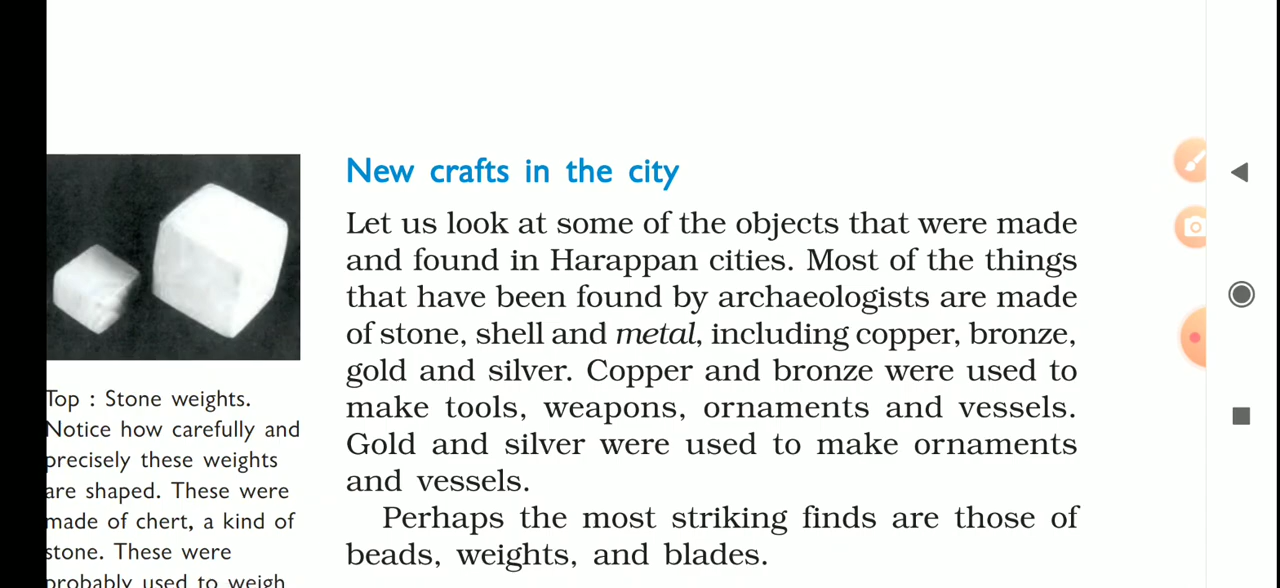 New crafts in the city
Let us look at some of the objects that were made
and found in Harappan cities. Most of the things
that have been found by archaeologists are made
of stone, shell and metal, including copper, bronze,
gold and silver. Copper and bronze were used to
make tools, weapons, ornaments and vessels.
Gold and silver were used to make ornaments
and vessels.
Perhaps the most striking finds are those of
beads, weights, and blades.
Top : Stone weights.
Notice how carefully and
precisely these weights
are shaped. These were
made of chert, a kind of
stone. These were
probably used to weigh